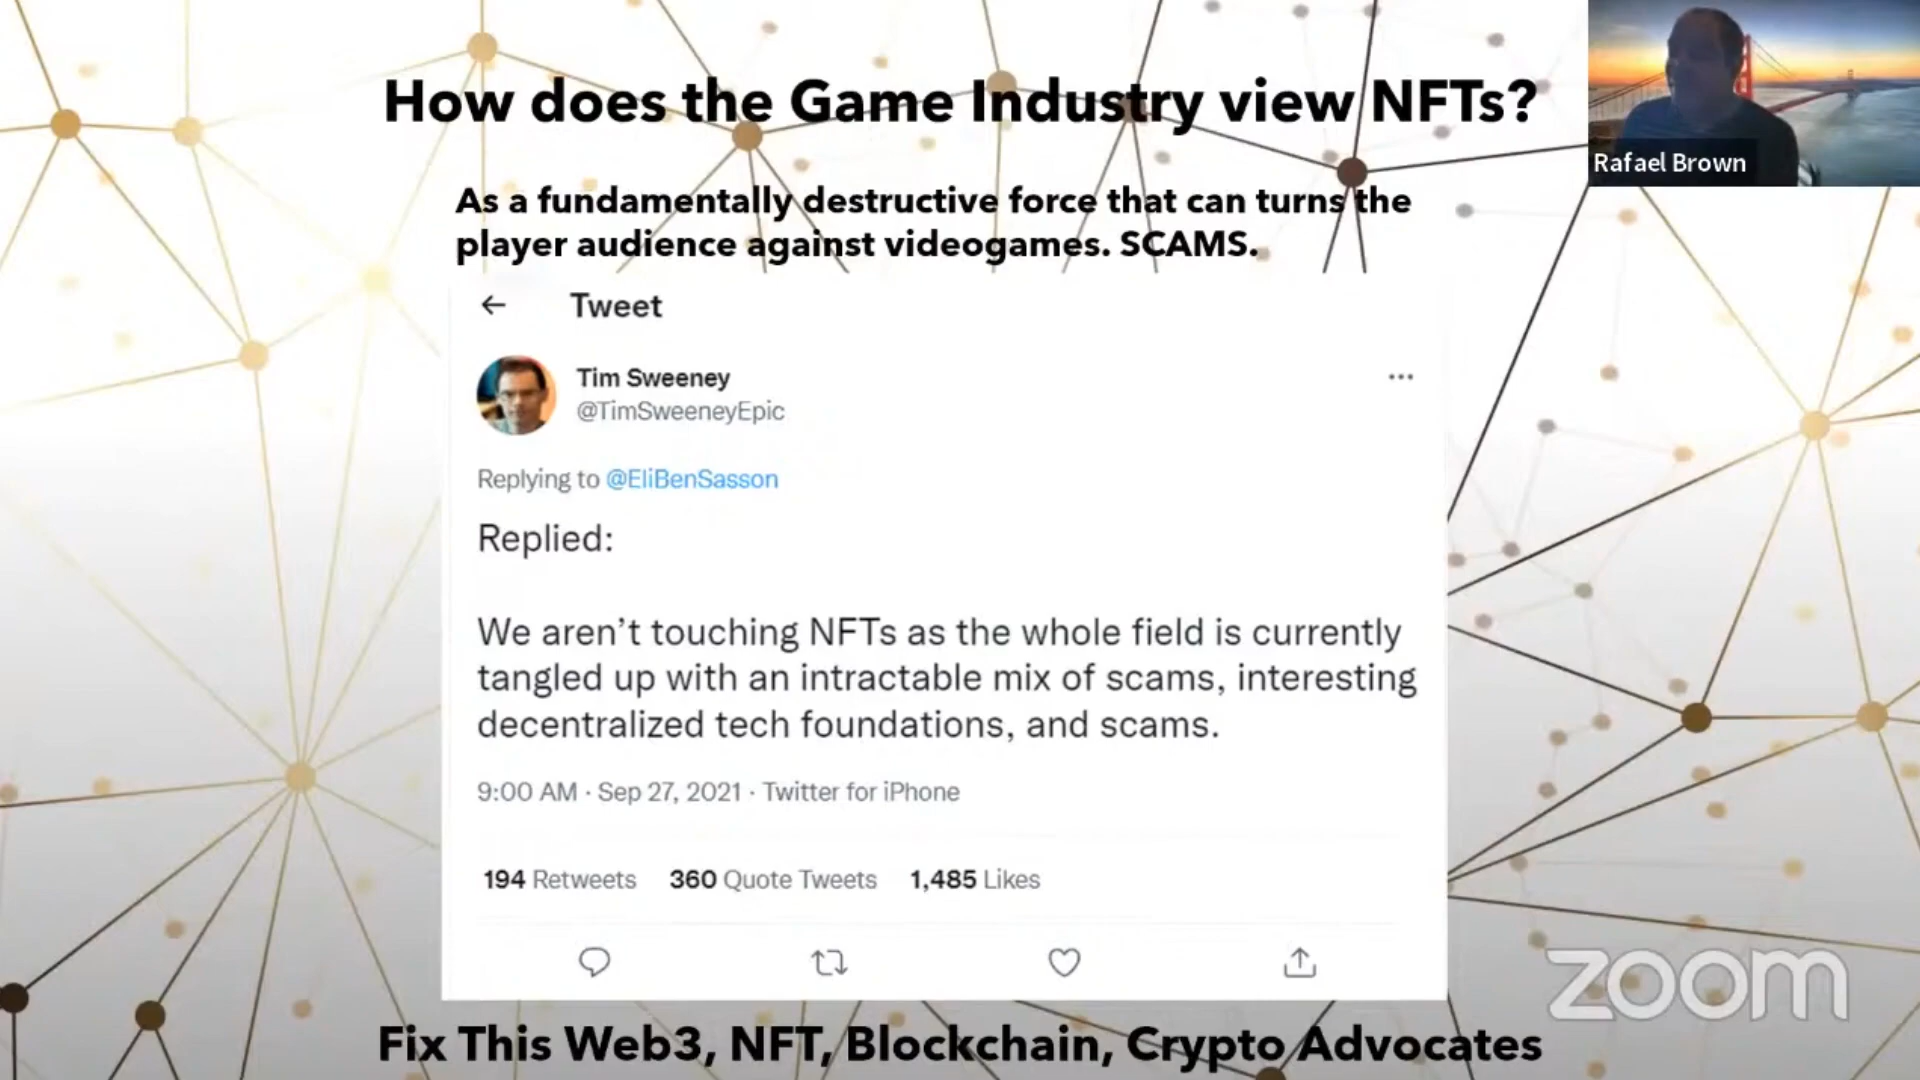 How does the Game Industry view NFTs?
Rafael Brown
As a fundamentally destructive force that can turns the
player audience against videogames. SCAMS.
Tweet
Tim Sweeney
@TimSweeneyEpic
Replying to @EliBenSasson
Replied:
We aren’t touching NFTs as the whole field is currently
tangled up with an intractable mix of scams, interesting
decentralized tech foundations, and scams.
9:00 AM · Sep 27, 2021 · Twitter for iPhone
194 Retweets 360 Quote Tweets 1,485 Likes
zoom
Fix This Web3, NFT, Blockchain, Crypto Advocates